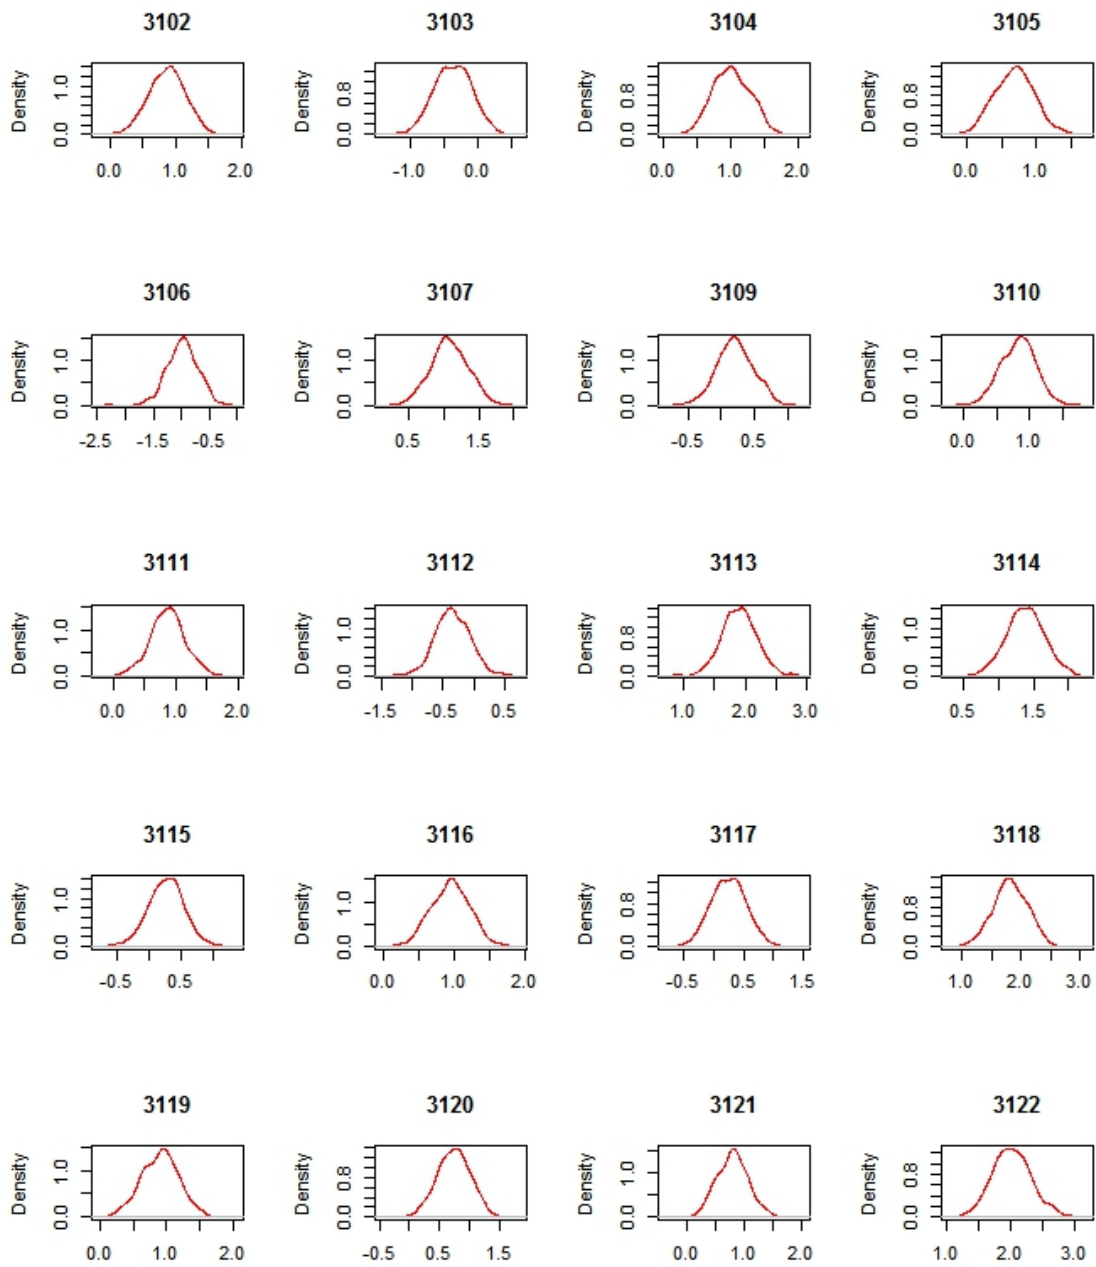 3102 3103 3104 3105
Density 0.0 1.0 Density 0.0 0.8 Density 0.0 0.8 Density 0.0 0.8
0.0 1.0 2.0 -1.0 0.0 0.0 1.0 2.0 0.0 1.0
3106 3107 3109 3110
Density 0.0 1.0 Density 0.0 1.0 Density 0.0 1.0 Density 0.0 1.0
-2.5 -1.5 -0.5 0.5 1.5 -0.5 0.5 0.0 1.0
3111 3112 3113 3114
Density 0.0 1.0 Density 0.0 1.0 Density 0.0 0.8 Density 0.0 1.0
0.0 1.0 2.0 -1.5 -0.5 0.5 1.0 2.0 3.0 0.5 1.5
3115 3116 3117 3118
Density 0.0 1.0 Density 0.0 1.0 Density 0.0 0.8 Density 0.0 0.8
-0.5 0.5 0.0 1.0 2.0 -0.5 0.5 1.5 1.0 2.0 3.0
3119 3120 3121 3122
Density 0.0 1.0 Density 0.0 0.8 Density 0.0 1.0 Density 0.0 0.8
0.0 1.0 2.0 -0.5 0.5 1.5 0.0 1.0 2.0 1.0 2.0 3.0